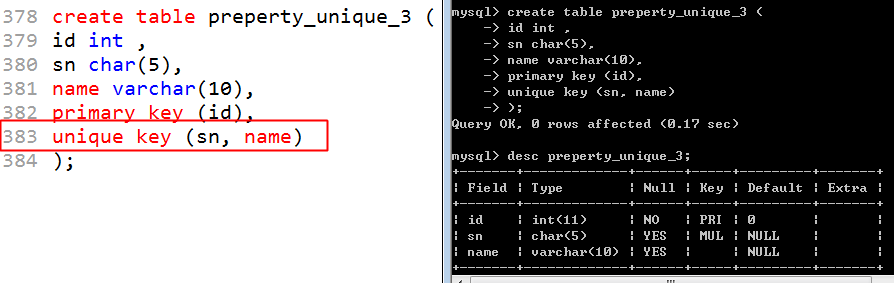 378 create table preperty_unique_3 (
379 id int ,
380 sn char(5),
381 name varchar(10),
382 primary key (id),
383 unique key (sn, name)
384 );
mysql> create table preperty_unique_3 (
-> id int ,
-> sn char(5),
-> name varchar(10),
-> primary key (id),
-> unique key (sn, name)
-> );
Query OK, 0 rows affected (0.17 sec)
mysql> desc preperty_unique_3;
+-------+-------------+------+-----+---------+-------+
| Field | Type | Null | Key | Default | Extra |
+-------+-------------+------+-----+---------+-------+
| id | int(11) | NO | PRI | 0 | |
| sn | char(5) | YES | MUL | NULL | |
| name | varchar(10) | YES | | NULL | |
+-------+-------------+------+-----+---------+-------+